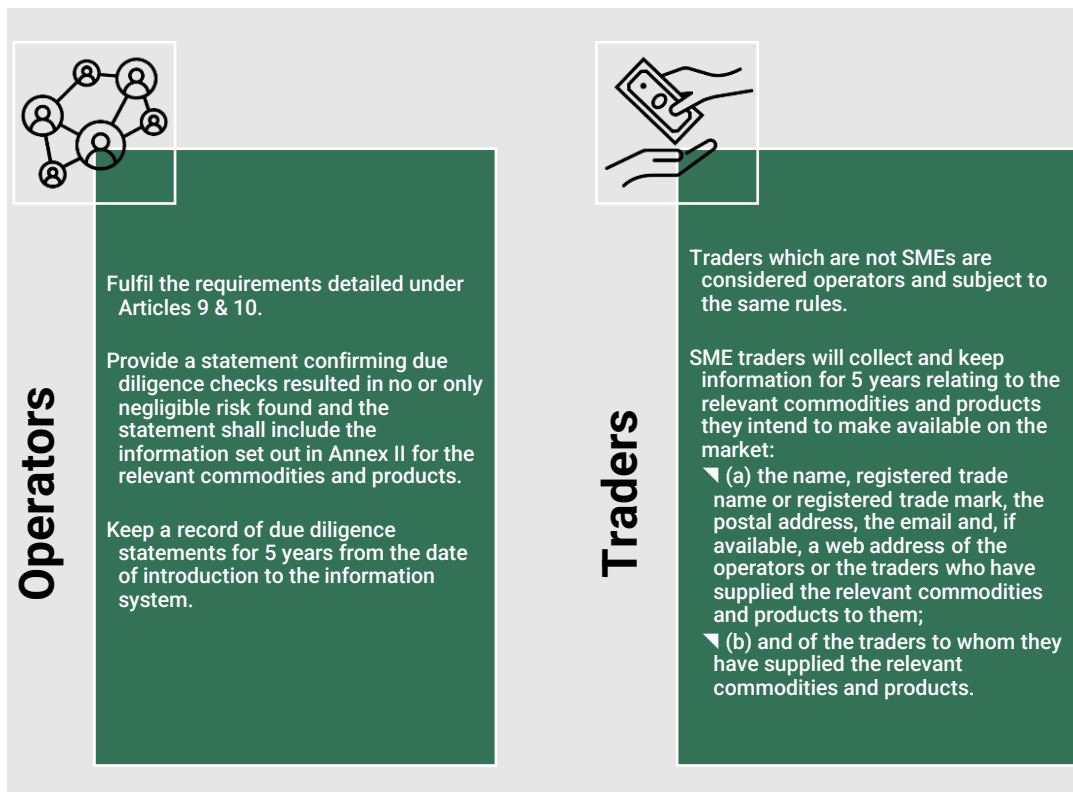 Operators
Fulfil the requirements detailed under
Articles 9 & 10.
Provide a statement confirming due
diligence checks resulted in no or only
negligible risk found and the
statement shall include the
information set out in Annex II for the
relevant commodities and products.
Keep a record of due diligence
statements for 5 years from the date
of introduction to the information
system.
Traders
Traders which are not SMEs are
considered operators and subject to
the same rules.
SME traders will collect and keep
information for 5 years relating to the
relevant commodities and products
they intend to make available on the
market:
(a) the name, registered trade
name or registered trade mark, the
postal address, the email and, if
available, a web address of the
operators or the traders who have
supplied the relevant commodities
and products to them;
(b) and of the traders to whom they
have supplied the relevant
commodities and products.